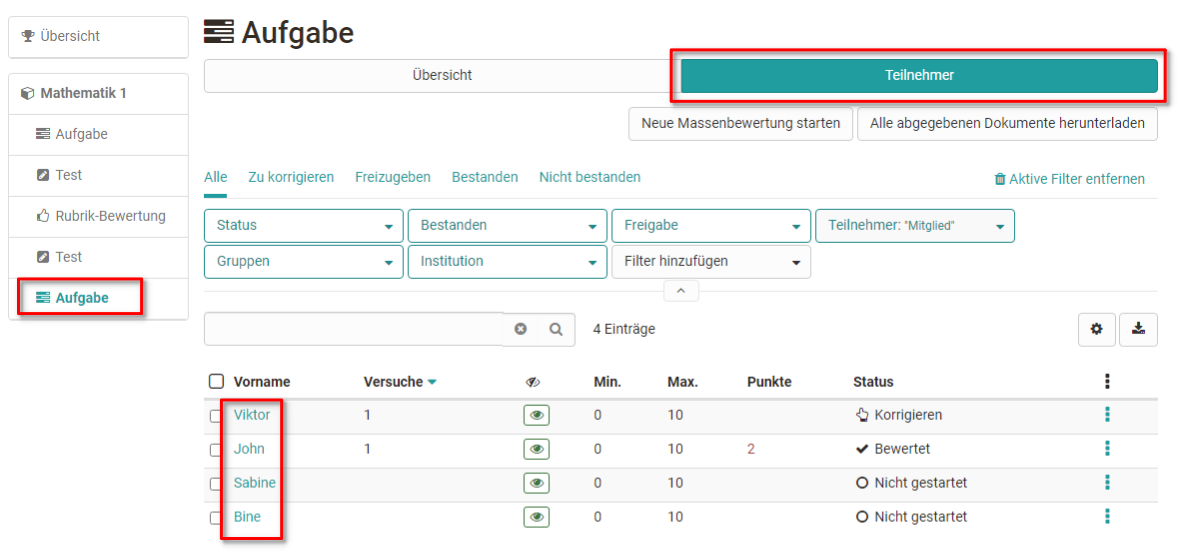 Übersicht
Mathematik 1
Aufgabe
Test
Rubrik-Bewertung
Test
Aufgabe
Aufgabe
Übersicht Teilnehmer
Neue Massenbewertung starten Alle abgegebenen Dokumente herunterladen
Alle Zu korrigieren Freizugeben Bestanden Nicht bestanden Aktive Filter entfernen
Status Bestanden Freigabe Teilnehmer: "Mitglied"
Gruppen Institution Filter hinzufügen
4 Einträge
Vorname Versuche Min. Max. Punkte Status
Viktor 1 0 10 Korrigieren
John 1 0 10 2 Bewertet
Sabine 0 10 Nicht gestartet
Bine 0 10 Nicht gestartet